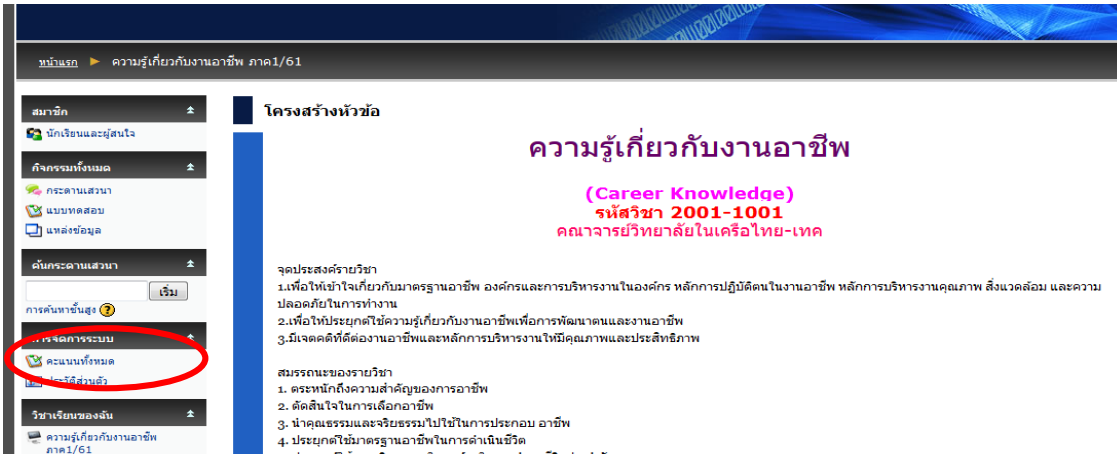 หน้าแรก ► ความรู้เกี่ยวกับงานอาชีพ ภาค1/61
สมาชิก
นักเรียนและผู้สนใจ
กิจกรรมทั้งหมด
กระดานเสวนา
แบบทดสอบ
แหล่งข้อมูล
ค้นกระดานเสวนา
เริ่ม
การค้นหาชั้นสูง ?
การจัดการระบบ
คะแนนทั้งหมด
ประวัติส่วนตัว
วิชาเรียนของฉัน
ความรู้เกี่ยวกับงานอาชีพ
ภาค1/61
โครงสร้างหัวข้อ
ความรู้เกี่ยวกับงานอาชีพ
(Career Knowledge)
รหัสวิชา 2001-1001
คณาจารย์วิทยาลัยในเครือไทย-เทค
จุดประสงค์รายวิชา
1.เพื่อให้เข้าใจเกี่ยวกับมาตรฐานอาชีพ องค์กรและการบริหารงานในองค์กร หลักการปฏิบัติตนในงานอาชีพ หลักการบริหารงานคุณภาพ สิ่งแวดล้อม และความ
ปลอดภัยในการทำงาน
2.เพื่อให้ประยุกต์ใช้ความรู้เกี่ยวกับงานอาชีพเพื่อการพัฒนาตนและงานอาชีพ
3.มีเจตคติที่ดีต่องานอาชีพและหลักการบริหารงานให้มีคุณภาพและประสิทธิภาพ
สมรรถนะของรายวิชา
1. ตระหนักถึงความสำคัญของการอาชีพ
2. ตัดสินใจในการเลือกอาชีพ
3. นำคุณธรรมและจริยธรรมไปใช้ในการประกอบ อาชีพ
4. ประยุกต์ใช้มาตรฐานอาชีพในการดำเนินชีวิต